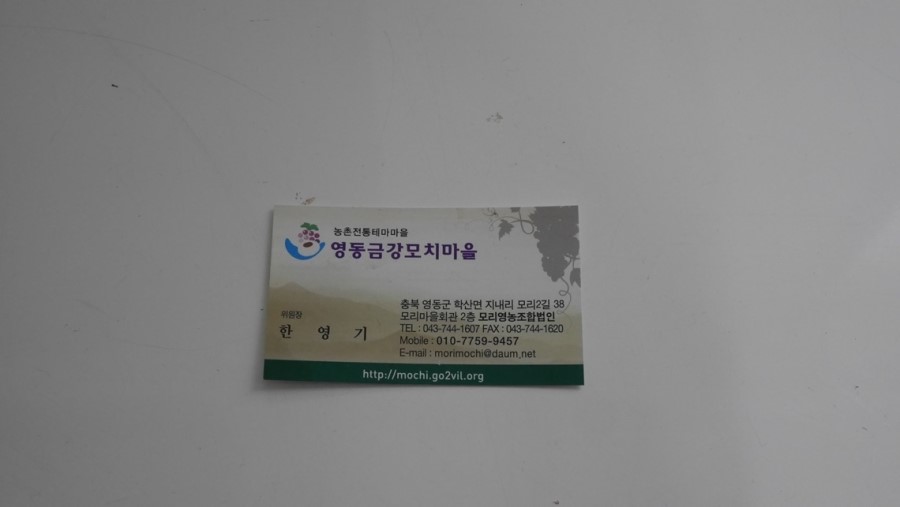 농촌전통테마마을
영동금강모치마을
충북 영동군 학산면 지내리 모리2길 38
모리마을회관 2층 모리영농조합법인
TEL : 043-744-1607 FAX : 043-744-1620
Mobile : 010-7759-9457
E-mail : morimochi@daum.net
위원장
한 영 기
http://mochi.go2vil.org